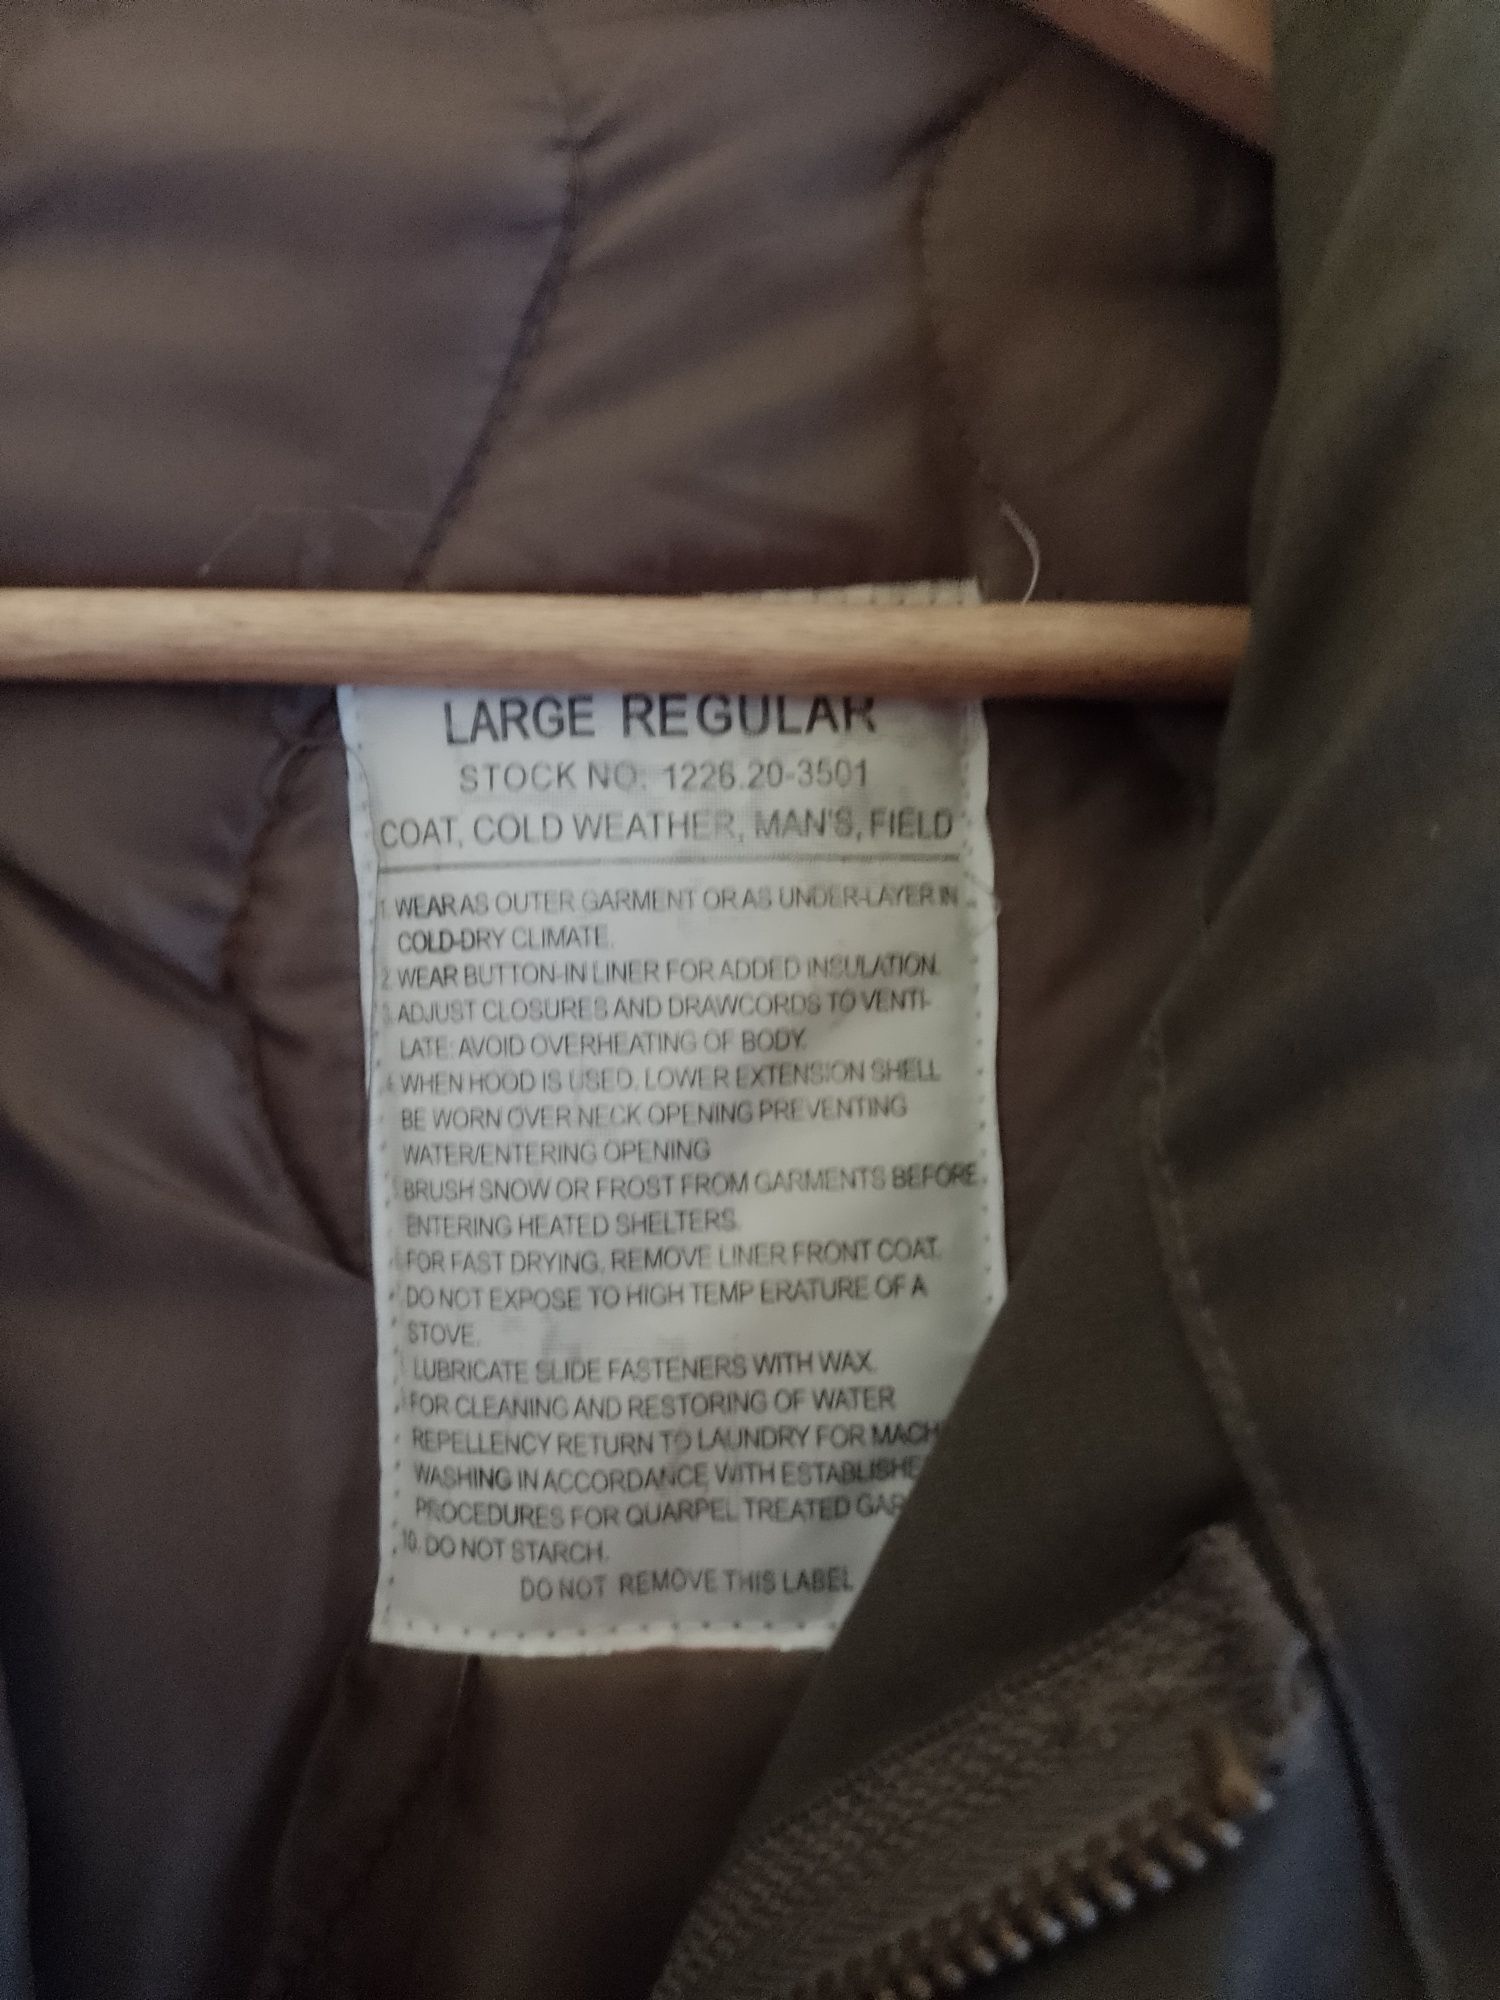 LARGE REGULAR
STOCK NO. 1226.20-3501
COAT, COLD WEATHER, MAN'S, FIELD
1. WEAR AS OUTER GARMENT OR AS UNDER-LAYER IN
COLD-DRY CLIMATE.
2. WEAR BUTTON-IN LINER FOR ADDED INSULATION.
3. ADJUST CLOSURES AND DRAWCORDS TO VENTI-
LATE: AVOID OVERHEATING OF BODY.
4. WHEN HOOD IS USED, LOWER EXTENSION SHELL
BE WORN OVER NECK OPENING PREVENTING
WATER/ENTERING OPENING
BRUSH SNOW OR FROST FROM GARMENTS BEFORE
ENTERING HEATED SHELTERS.
FOR FAST DRYING, REMOVE LINER FRONT COAT.
DO NOT EXPOSE TO HIGH TEMP ERATURE OF A
STOVE.
LUBRICATE SLIDE FASTENERS WITH WAX.
FOR CLEANING AND RESTORING OF WATER
REPELLENCY RETURN TO LAUNDRY FOR MACH
WASHING IN ACCORDANCE WITH ESTABLISHE
PROCEDURES FOR QUARPEL TREATED GAR
10. DO NOT STARCH.
DO NOT REMOVE THIS LABEL